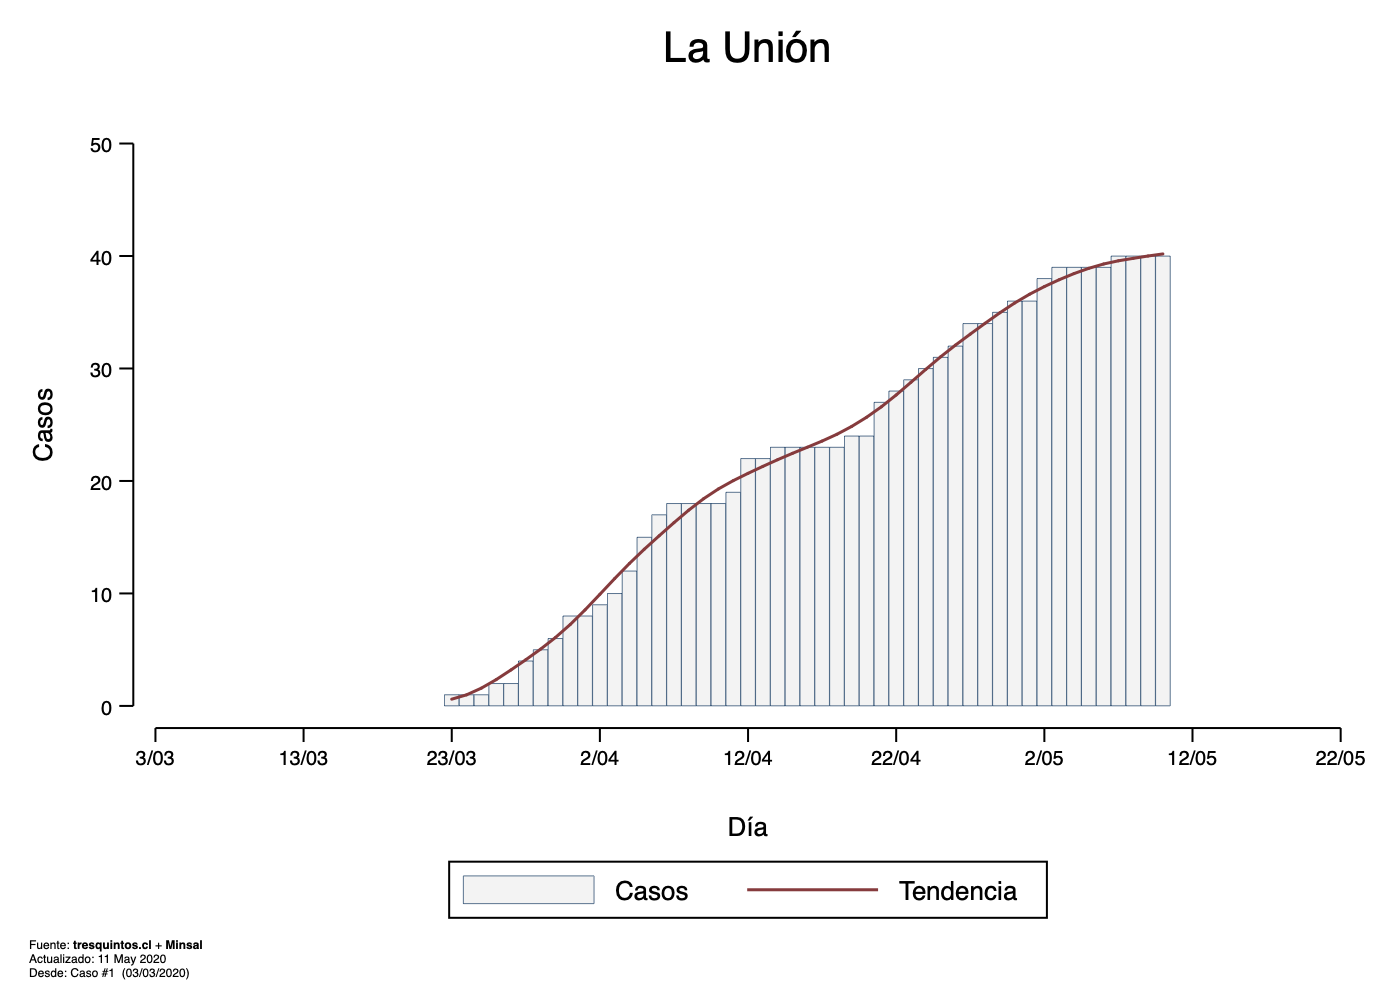 La Unión
50
40
30
20
10
0
Casos
3/03 13/03 23/03 2/04 12/04 22/04 2/05 12/05 22/05
Día
Casos Tendencia
Fuente: tresquintos.cl + Minsal
Actualizado: 11 May 2020
Desde: Caso #1 (03/03/2020)